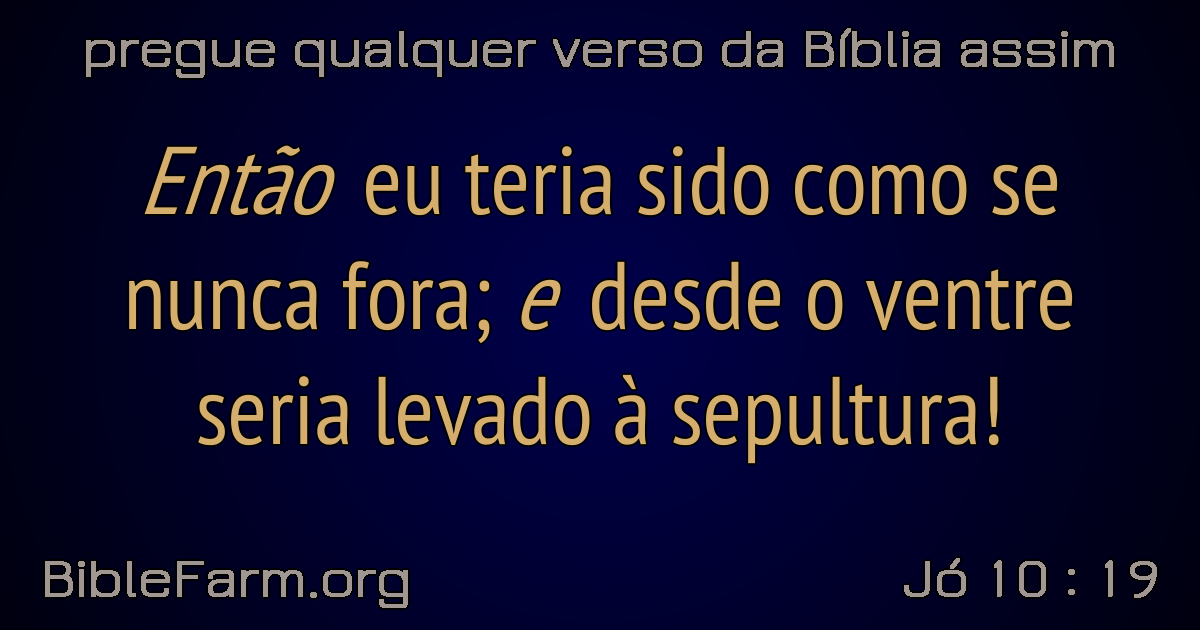 pregue qualquer verso da Bíblia assim
Então eu teria sido como se
nunca fora; e desde o ventre
seria levado à sepultura!
BibleFarm.org
Jó 10 : 19